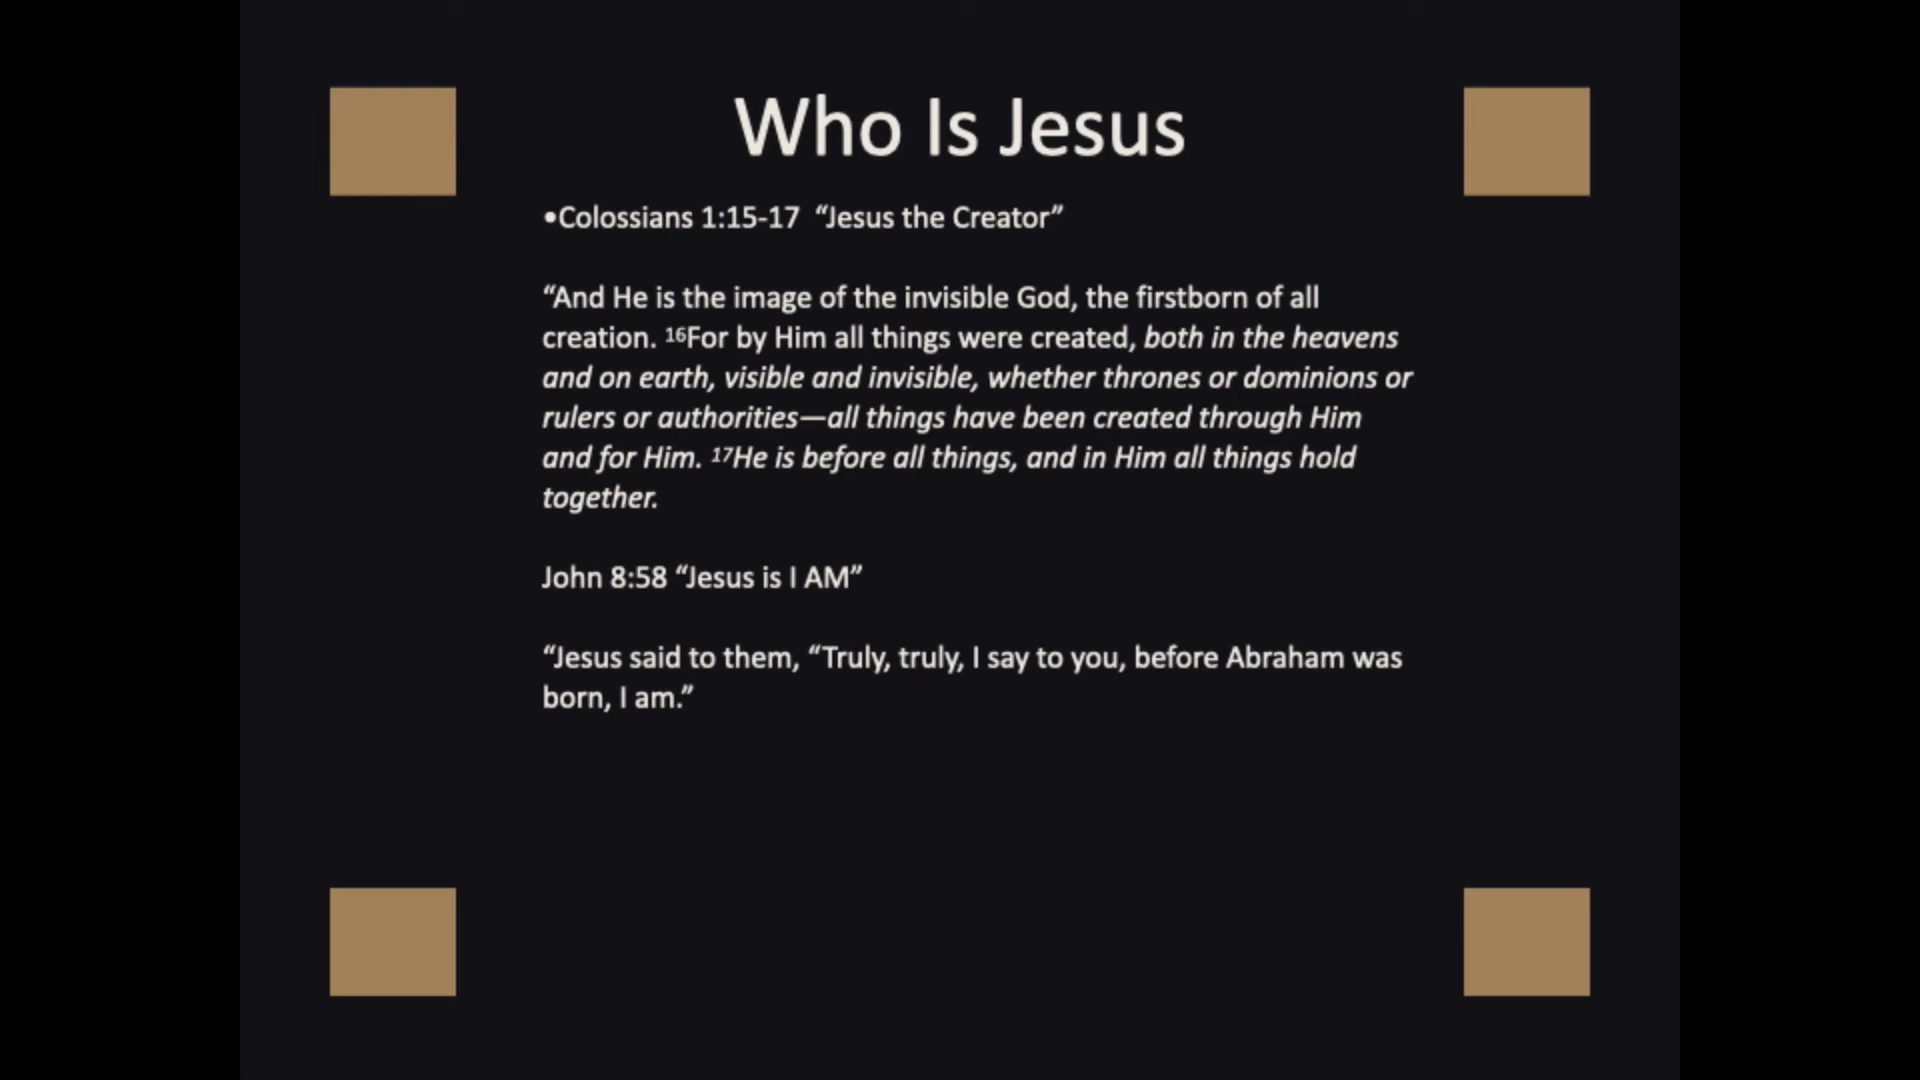 Who Is Jesus
•Colossians 1:15-17  “Jesus the Creator”
“And He is the image of the invisible God, the firstborn of all
creation. ¹⁶For by Him all things were created, both in the heavens
and on earth, visible and invisible, whether thrones or dominions or
rulers or authorities—all things have been created through Him
and for Him. ¹⁷He is before all things, and in Him all things hold
together.
John 8:58 “Jesus is I AM”
“Jesus said to them, “Truly, truly, I say to you, before Abraham was
born, I am.”